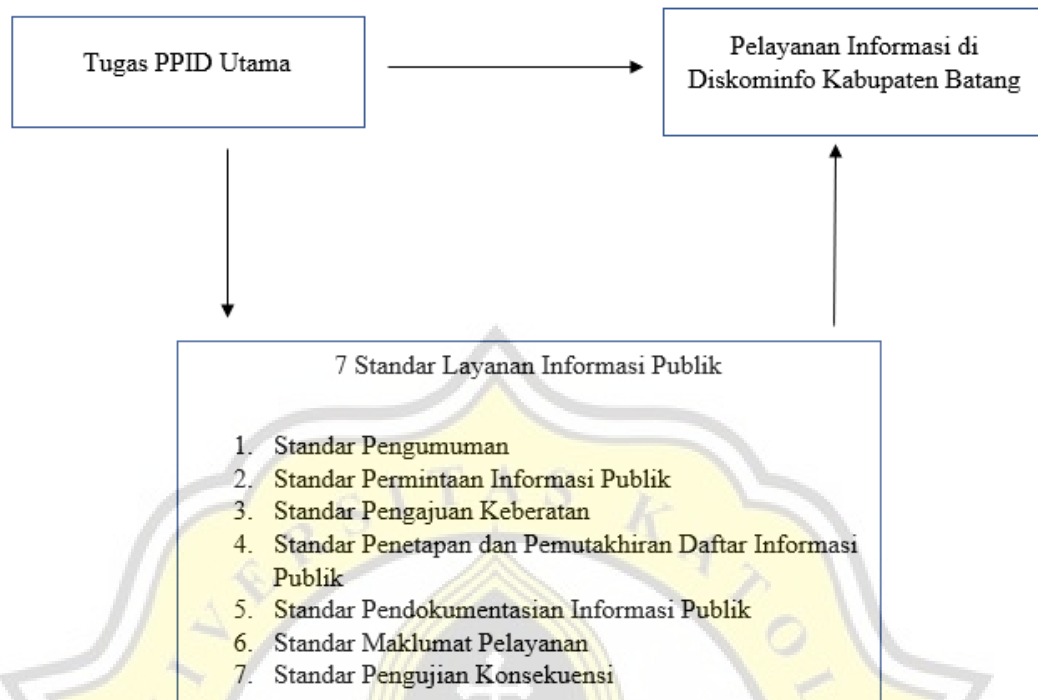 Tugas PPID Utama
Pelayanan Informasi di
Diskominfo Kabupaten Batang
7 Standar Layanan Informasi Publik
1. Standar Pengumuman
2. Standar Permintaan Informasi Publik
3. Standar Pengajuan Keberatan
4. Standar Penetapan dan Pemutakhiran Daftar Informasi
Publik
5. Standar Pendokumentasian Informasi Publik
6. Standar Maklumat Pelayanan
7. Standar Pengujian Konsekuensi
IVERSITAS KATOL